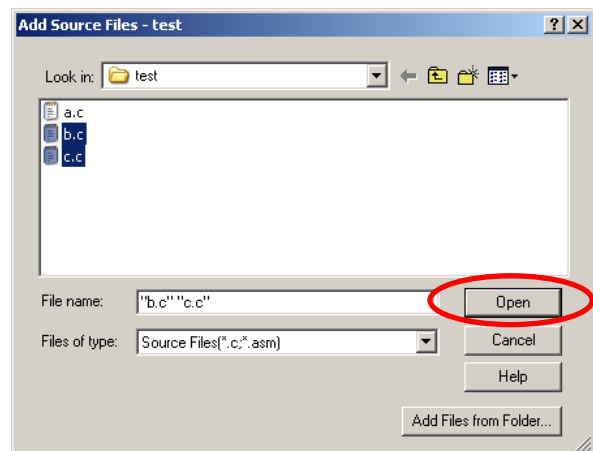 Add Source Files - test
Look in: test
a.c
b.c
c.c
File name: "b.c" "c.c" Open
Files of type: Source Files(*.c;*.asm) Cancel
Help
Add Files from Folder...